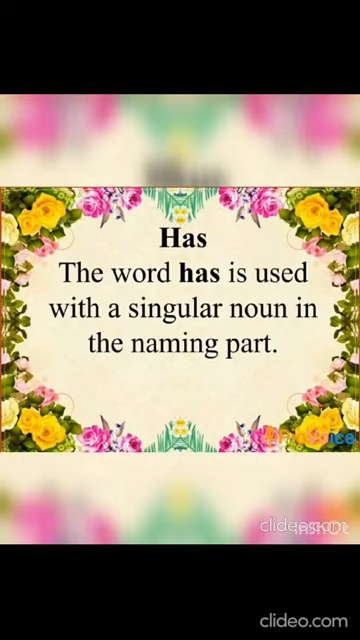 Has
The word has is used
with a singular noun in
the naming part.
clideo.com
clideo.com